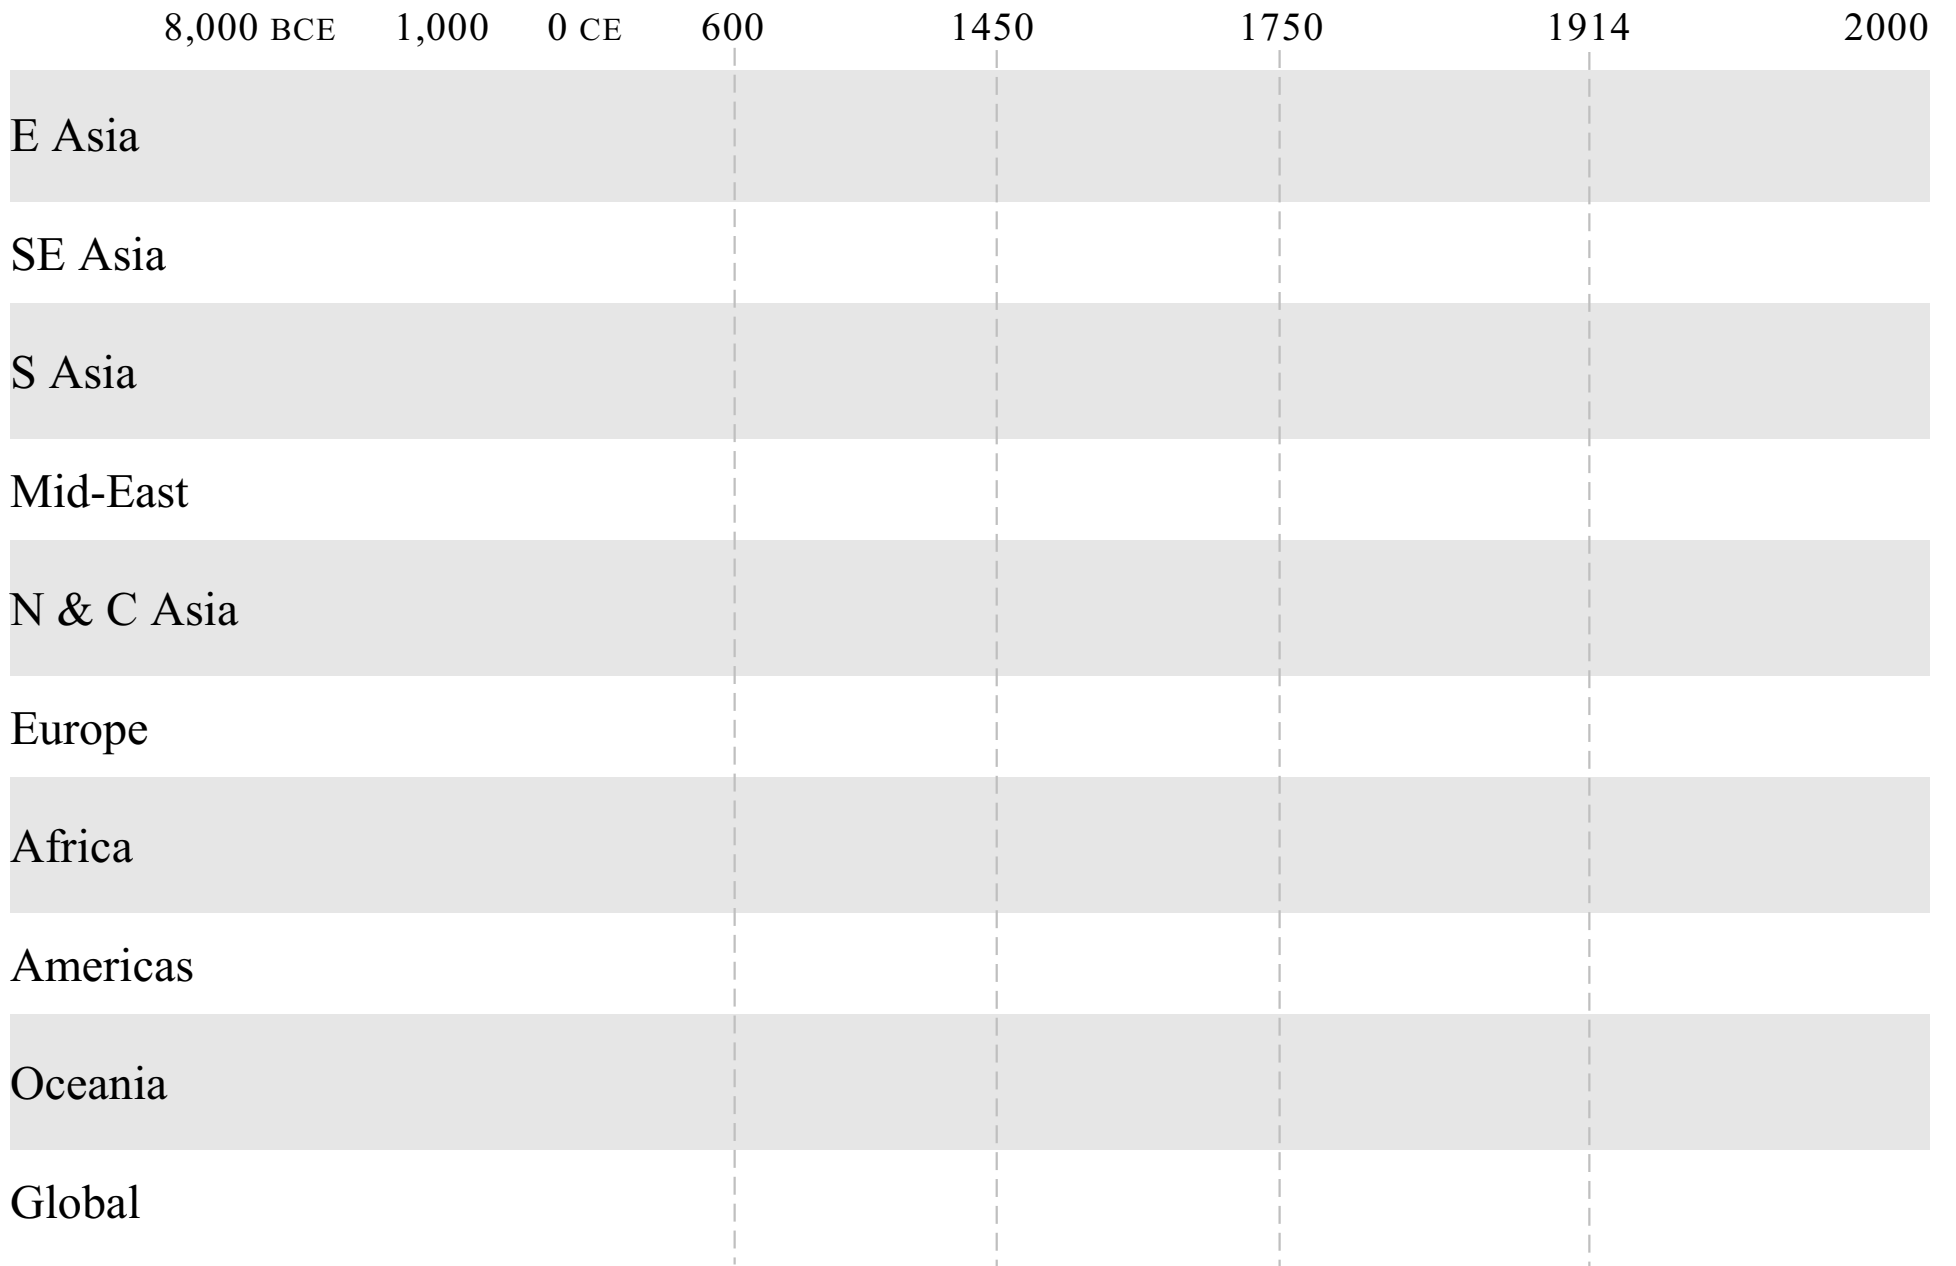 8,000 BCE 1,000 0 CE 600 1450 1750 1914 2000
E Asia
SE Asia
S Asia
Mid-East
N & C Asia
Europe
Africa
Americas
Oceania
Global